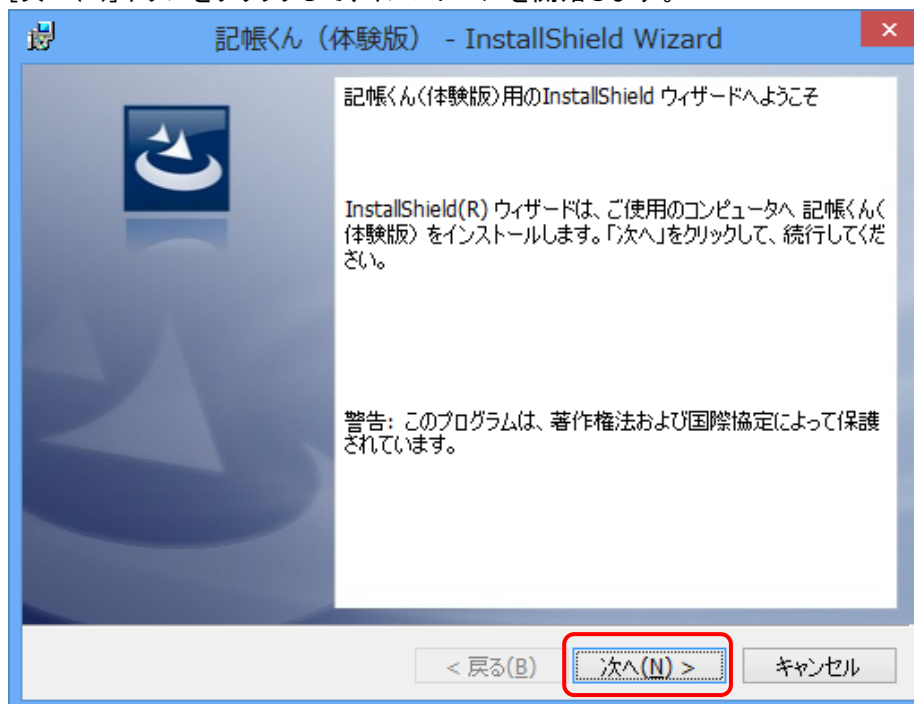 記帳くん（体験版） - InstallShield Wizard
記帳くん(体験版)用のInstallShield ウィザードへようこそ
InstallShield(R) ウィザードは、ご使用のコンピュータへ 記帳くん(
体験版) をインストールします。「次へ」をクリックして、続行してくだ
さい。
警告: このプログラムは、著作権法および国際協定によって保護
されています。
< 戻る(B)
次へ(N) >
キャンセル